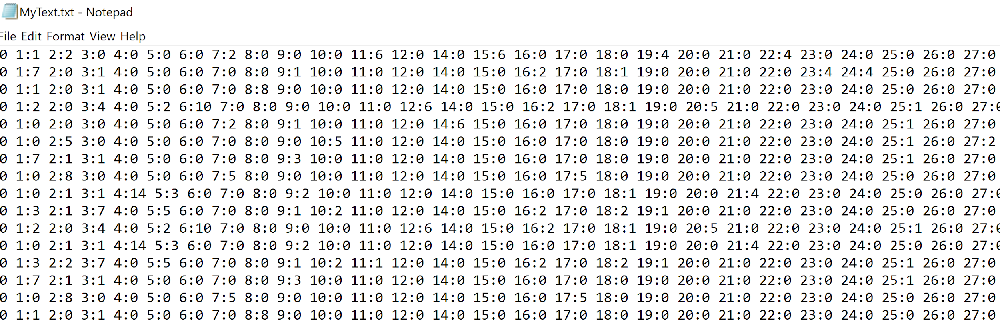 MyText.txt - Notepad
File Edit Format View Help
0 1:1 2:2 3:0 4:0 5:0 6:0 7:2 8:0 9:0 10:0 11:6 12:0 14:0 15:6 16:0 17:0 18:0 19:4 20:0 21:0 22:4 23:0 24:0 25:0 26:0 27:0
0 1:7 2:0 3:1 4:0 5:0 6:0 7:0 8:0 9:1 10:0 11:0 12:0 14:0 15:0 16:2 17:0 18:1 19:0 20:0 21:0 22:0 23:4 24:4 25:0 26:0 27:0
0 1:1 2:0 3:1 4:0 5:0 6:0 7:0 8:8 9:0 10:0 11:0 12:0 14:0 15:0 16:0 17:0 18:0 19:0 20:0 21:0 22:0 23:0 24:0 25:0 26:0 27:0
0 1:2 2:0 3:4 4:0 5:2 6:10 7:0 8:0 9:0 10:0 11:0 12:6 14:0 15:0 16:2 17:0 18:1 19:0 20:5 21:0 22:0 23:0 24:0 25:1 26:0 27:0
0 1:0 2:0 3:0 4:0 5:0 6:0 7:2 8:0 9:1 10:0 11:0 12:0 14:6 15:0 16:0 17:0 18:0 19:0 20:0 21:0 22:0 23:0 24:0 25:1 26:0 27:0
0 1:0 2:5 3:0 4:0 5:0 6:0 7:0 8:0 9:0 10:5 11:0 12:0 14:0 15:0 16:0 17:0 18:0 19:0 20:0 21:0 22:0 23:0 24:0 25:1 26:0 27:2
0 1:7 2:1 3:1 4:0 5:0 6:0 7:0 8:0 9:3 10:0 11:0 12:0 14:0 15:0 16:0 17:0 18:0 19:0 20:0 21:0 22:0 23:0 24:0 25:1 26:0 27:0
0 1:0 2:8 3:0 4:0 5:0 6:0 7:5 8:0 9:0 10:0 11:0 12:0 14:0 15:0 16:0 17:5 18:0 19:0 20:0 21:0 22:0 23:0 24:0 25:0 26:0 27:0
0 1:0 2:1 3:1 4:14 5:3 6:0 7:0 8:0 9:2 10:0 11:0 12:0 14:0 15:0 16:0 17:0 18:1 19:0 20:0 21:4 22:0 23:0 24:0 25:0 26:0 27:0
0 1:3 2:1 3:7 4:0 5:5 6:0 7:0 8:0 9:1 10:2 11:0 12:0 14:0 15:0 16:2 17:0 18:2 19:1 20:0 21:0 22:0 23:0 24:0 25:0 26:0 27:0
0 1:2 2:0 3:4 4:0 5:2 6:10 7:0 8:0 9:0 10:0 11:0 12:6 14:0 15:0 16:2 17:0 18:1 19:0 20:5 21:0 22:0 23:0 24:0 25:1 26:0 27:0
0 1:0 2:1 3:1 4:14 5:3 6:0 7:0 8:0 9:2 10:0 11:0 12:0 14:0 15:0 16:0 17:0 18:1 19:0 20:0 21:4 22:0 23:0 24:0 25:0 26:0 27:0
0 1:3 2:2 3:7 4:0 5:5 6:0 7:0 8:0 9:1 10:2 11:1 12:0 14:0 15:0 16:2 17:0 18:2 19:1 20:0 21:0 22:0 23:0 24:0 25:1 26:0 27:0
0 1:7 2:1 3:1 4:0 5:0 6:0 7:0 8:0 9:3 10:0 11:0 12:0 14:0 15:0 16:0 17:0 18:0 19:0 20:0 21:0 22:0 23:0 24:0 25:1 26:0 27:0
0 1:0 2:8 3:0 4:0 5:0 6:0 7:5 8:0 9:0 10:0 11:0 12:0 14:0 15:0 16:0 17:5 18:0 19:0 20:0 21:0 22:0 23:0 24:0 25:0 26:0 27:0
0 1:1 2:0 3:1 4:0 5:0 6:0 7:0 8:8 9:0 10:0 11:0 12:0 14:0 15:0 16:0 17:0 18:0 19:0 20:0 21:0 22:0 23:0 24:0 25:0 26:0 27:0